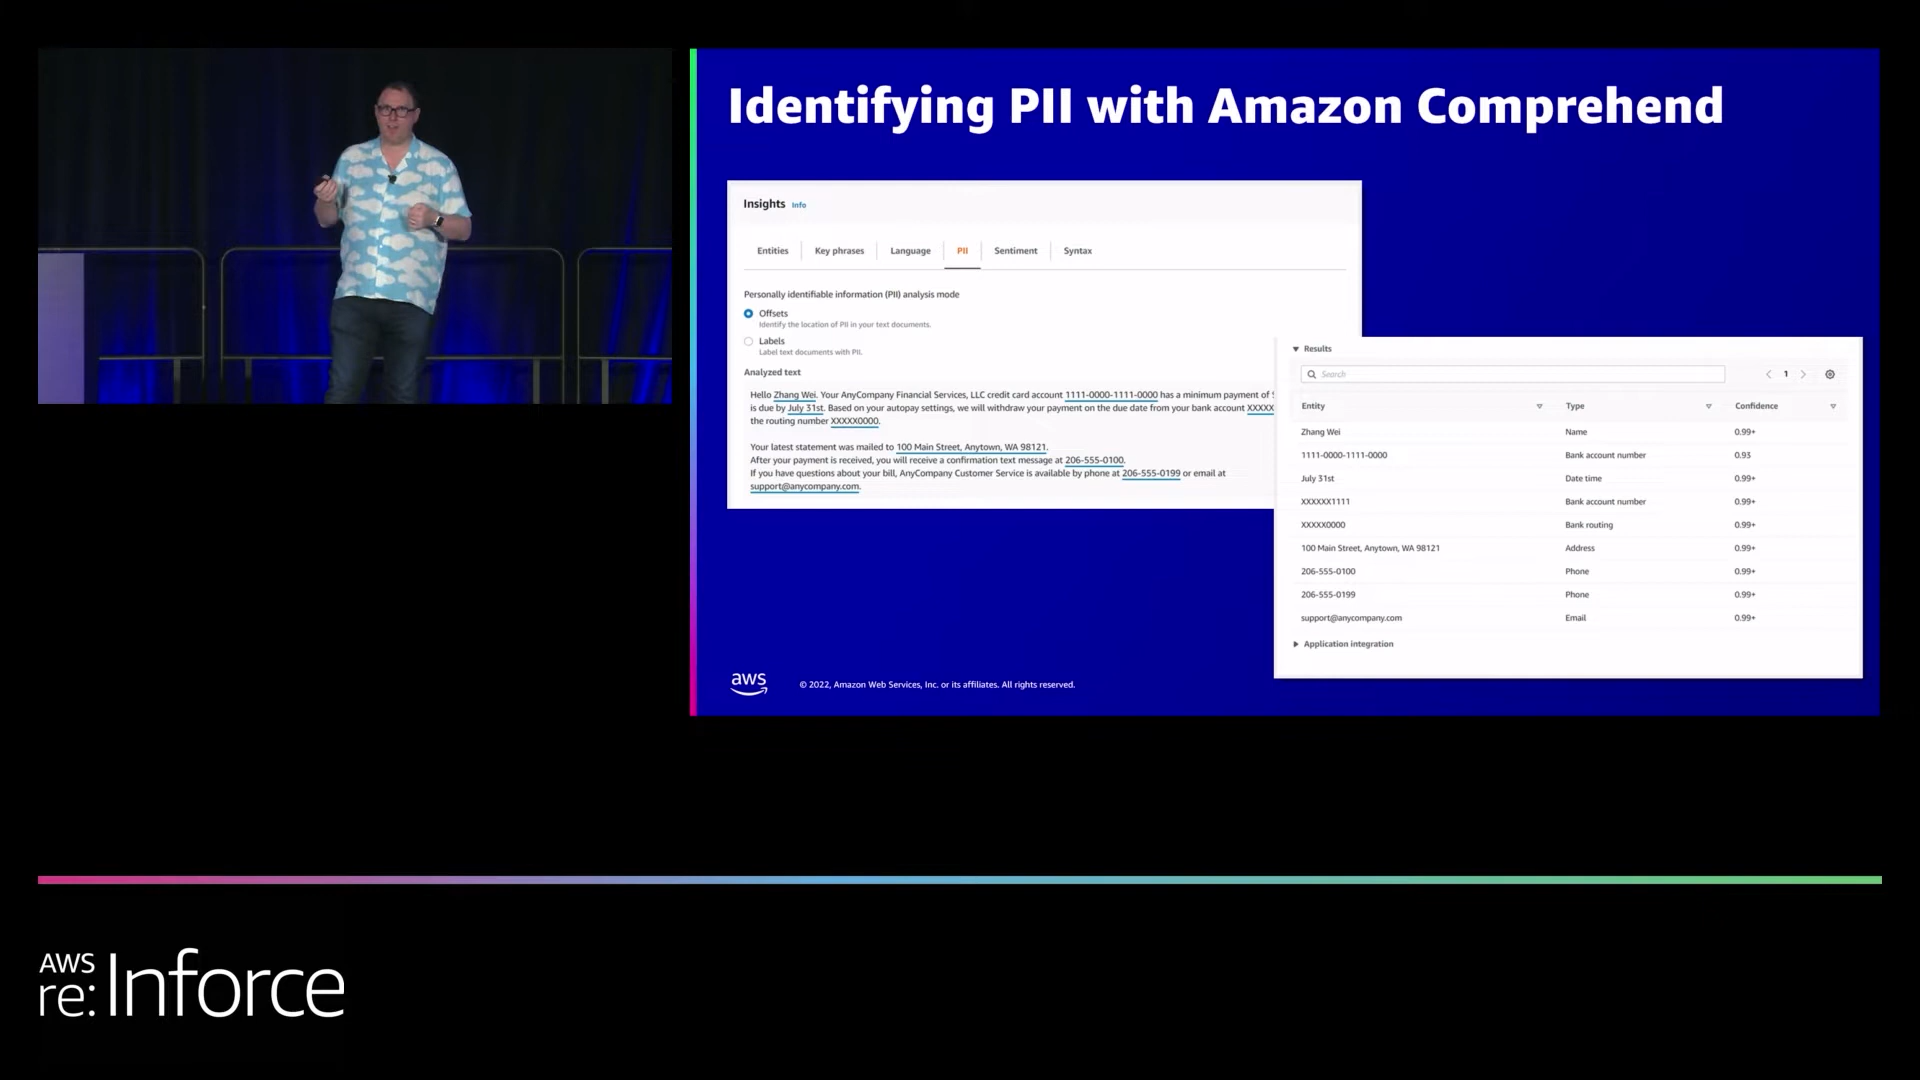 Identifying PII with Amazon Comprehend
Insights Info
Entities Key phrases Language PII Sentiment Syntax
Personally identifiable information (PII) analysis mode
Offsets
Identify the location of PII in your text documents.
Labels
Label text documents with PII.
Analyzed text
Hello Zhang Wei. Your AnyCompany Financial Services, LLC credit card account 1111-0000-1111-0000 has a minimum payment of
is due by July 31st. Based on your autopay settings, we will withdraw your payment on the due date from your bank account XXXXX
the routing number XXXXX0000.
Your latest statement was mailed to 100 Main Street, Anytown, WA 98121.
After your payment is received, you will receive a confirmation text message at 206-555-0100.
If you have questions about your bill, AnyCompany Customer Service is available by phone at 206-555-0199 or email at
support@anycompany.com.
Results
Search
1
Entity Type Confidence
Zhang Wei Name 0.99+
1111-0000-1111-0000 Bank account number 0.93
July 31st Date time 0.99+
XXXXXX1111 Bank account number 0.99+
XXXXX0000 Bank routing 0.99+
100 Main Street, Anytown, WA 98121 Address 0.99+
206-555-0100 Phone 0.99+
206-555-0199 Phone 0.99+
support@anycompany.com Email 0.99+
Application integration
aws
© 2022, Amazon Web Services, Inc. or its affiliates. All rights reserved.
AWS
re:Inforce